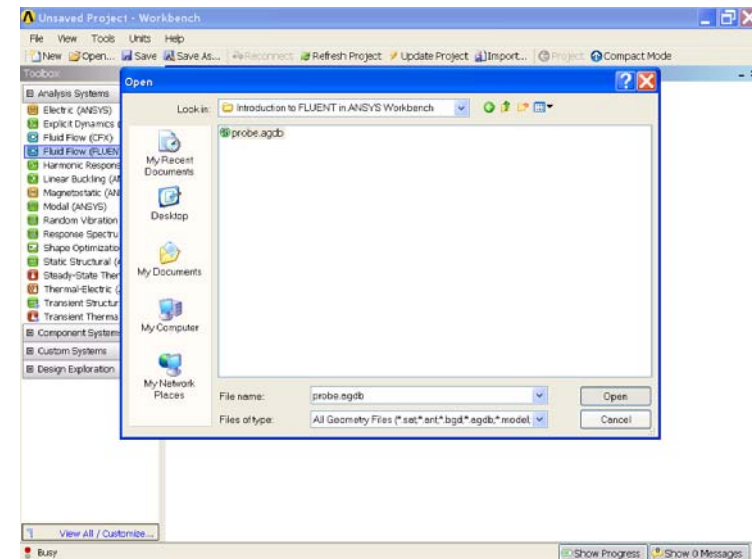 Unsaved Project - Workbench
File View Tools Units Help
New Open... Save Save As... Reconnect Refresh Project Update Project Import... Project Compact Mode
Toolbox
Analysis Systems
Electric (ANSYS)
Explicit Dynamics (
Fluid Flow (CFX)
Fluid Flow (FLUEN
Harmonic Respons
Linear Buckling (AN
Magnetostatic (AN
Modal (ANSYS)
Random Vibration
Response Spectru
Shape Optimizatio
Static Structural (A
Steady-State Ther
Thermal-Electric (
Transient Structur
Transient Therma
Component Systems
Custom Systems
Design Exploration
View All / Customize...
Open
Look in: Introduction to FLUENT in ANSYS Workbench
probe.agdb
My Recent
Documents
Desktop
My Documents
My Computer
My Network
Places
File name: probe.agdb Open
Files of type: All Geometry Files (*.sat;*.ant;*.bgd;*.agdb;*.model; Cancel
Busy
Show Progress Show 0 Messages